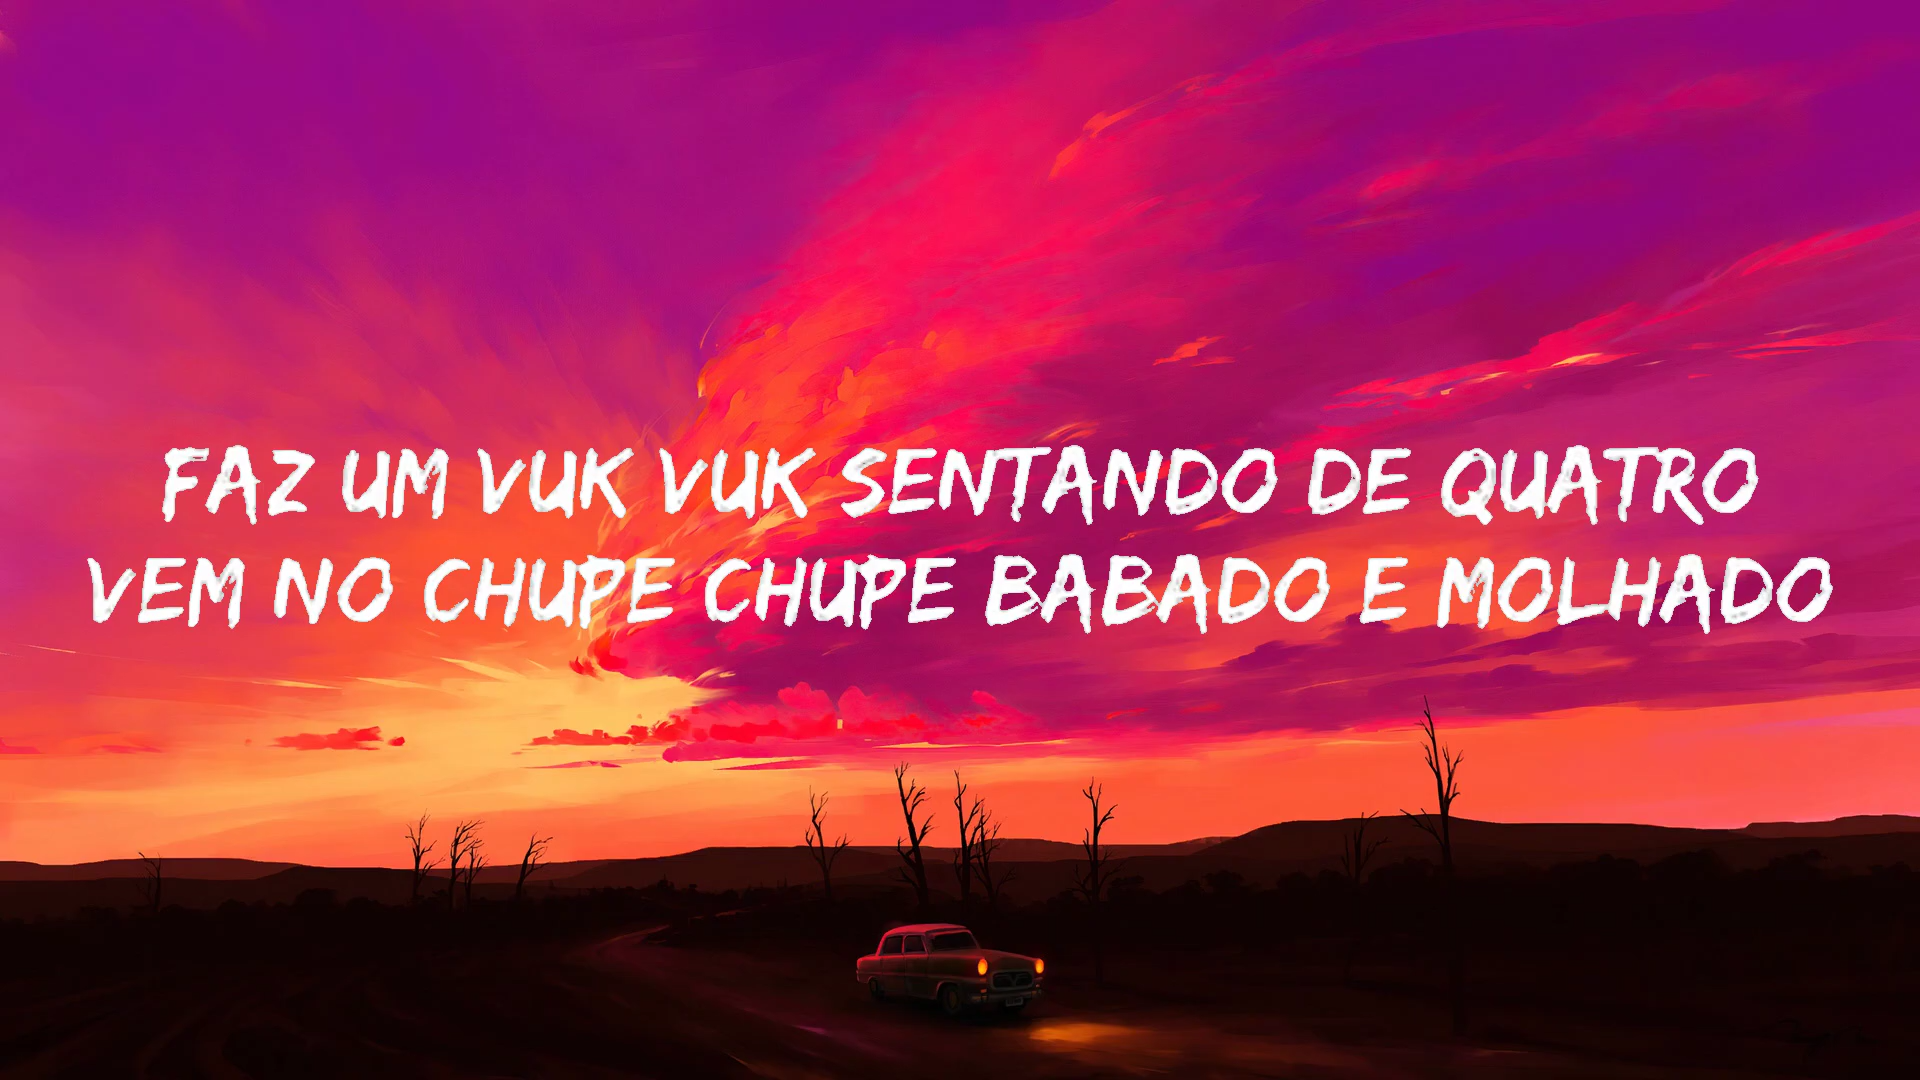 FAZ UM VUK VUK SENTANDO DE QUATRO
VEM NO CHUPE CHUPE BABADO E MOLHADO